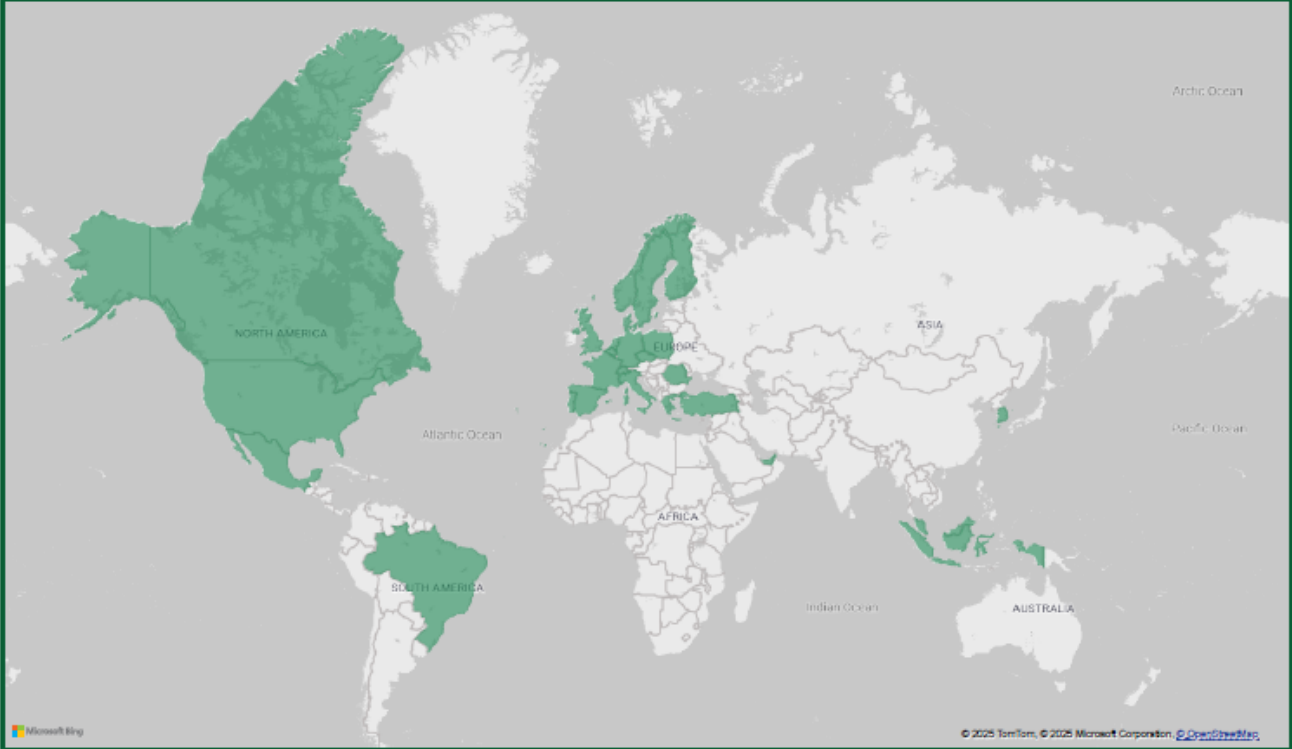 Arctic Ocean
NORTH AMERICA
EUROPE
ASIA
Atlantic Ocean
Pacific Ocean
AFRICA
SOUTH AMERICA
Indian Ocean
AUSTRALIA
Microsoft Bing
© 2025 TomTom, © 2025 Microsoft Corporation, © OpenStreetMap